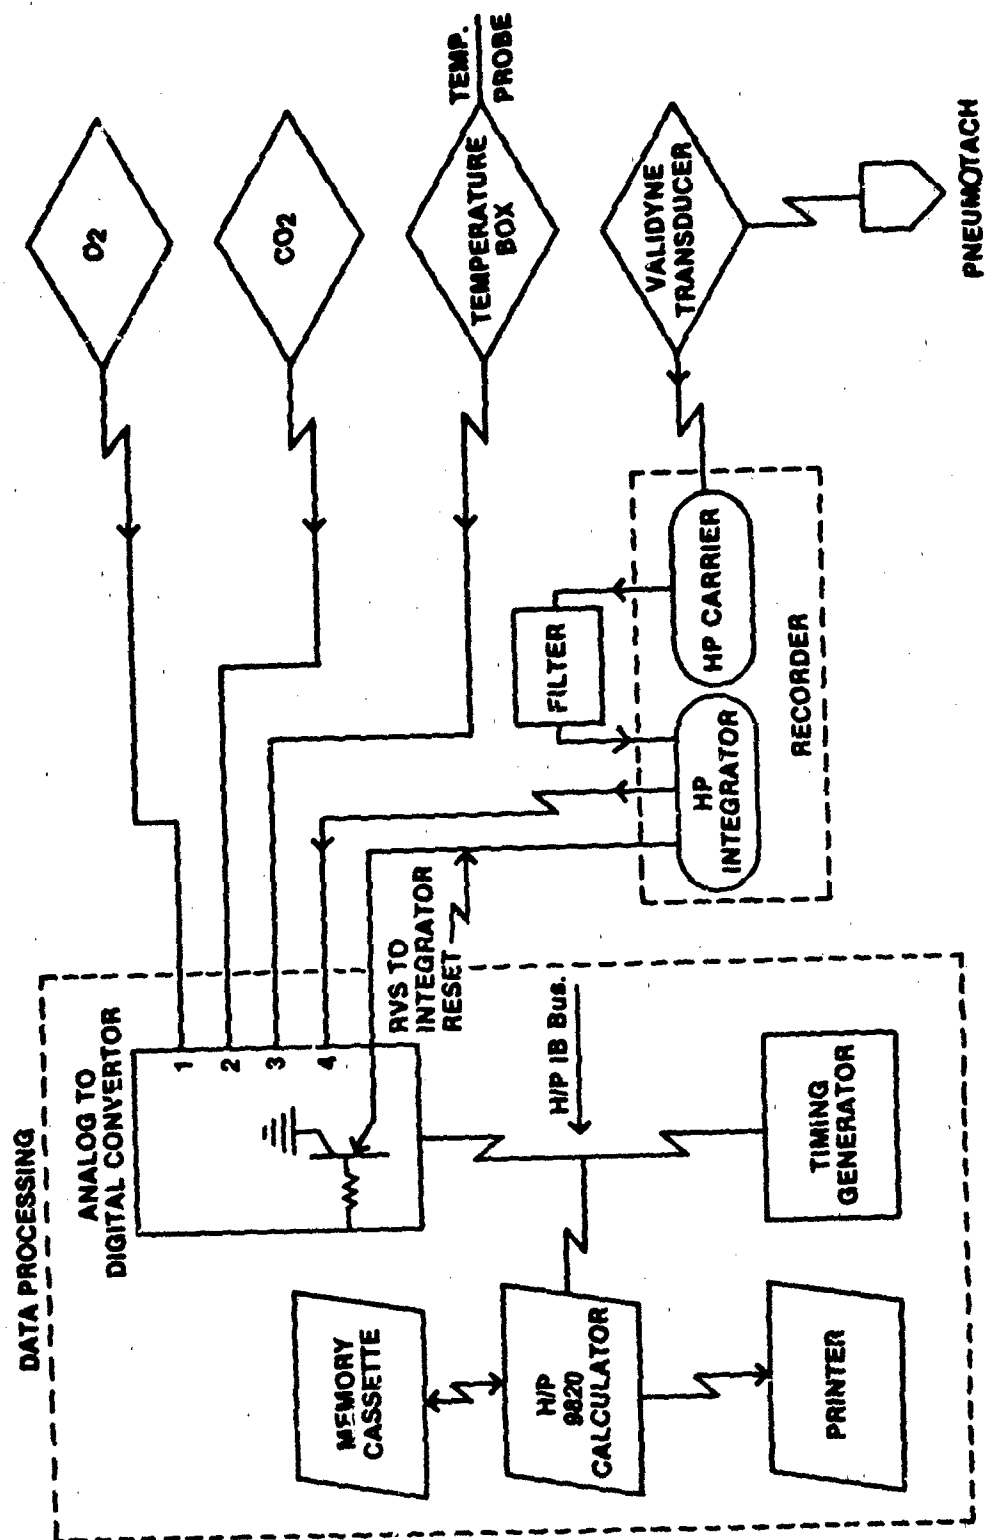 DATA PROCESSING
ANALOG TO
DIGITAL CONVERTOR
1
2
3
4
O2
CO2
TEMPERATURE
BOX
TEMP.
PROBE
VALIDYNE
TRANSDUCER
PNEUMOTACH
RVS TO
INTEGRATOR
RESET
FILTER
HP
INTEGRATOR
HP CARRIER
RECORDER
H/P IB Bus.
MEMORY
CASSETTE
H/P
9820
CALCULATOR
PRINTER
TIMING
GENERATOR